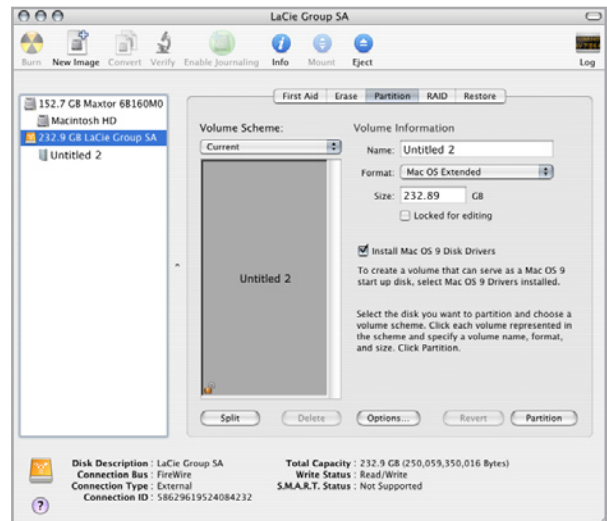 LaCie Group SA
Burn New Image Convert Verify Enable Journaling Info Mount Eject Log
First Aid Erase Partition RAID Restore
152.7 GB Maxtor 6B160M0
Macintosh HD
232.9 GB LaCie Group SA
Untitled 2
Volume Scheme:
Current
Untitled 2
Volume Information
Name: Untitled 2
Format: Mac OS Extended
Size: 232.89 GB
Locked for editing
Install Mac OS 9 Disk Drivers
To create a volume that can serve as a Mac OS 9
start up disk, select Mac OS 9 Drivers installed.
Select the disk you want to partition and choose a
volume scheme. Click each volume represented in
the scheme and specify a volume name, format,
and size. Click Partition.
Split Delete Options... Revert Partition
Disk Description : LaCie Group SA
Connection Bus : FireWire
Connection Type : External
Connection ID : 58629619524084232
Total Capacity : 232.9 GB (250,059,350,016 Bytes)
Write Status : Read/Write
S.M.A.R.T. Status : Not Supported
?